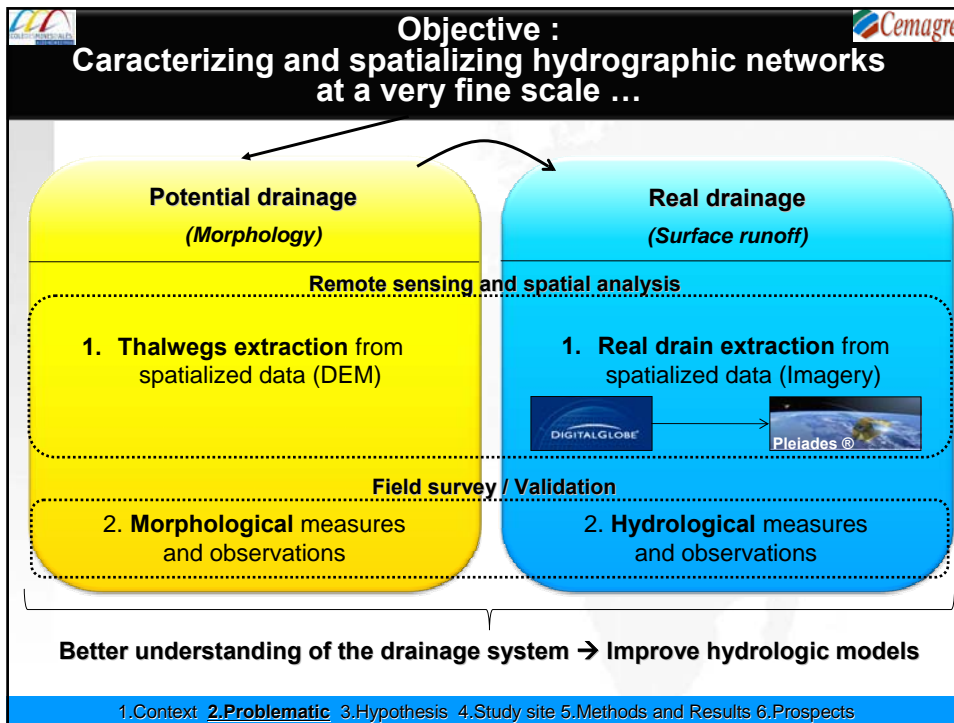 Objective :
Caracterizing and spatializing hydrographic networks
at a very fine scale …
Cemagre
Potential drainage
(Morphology)
Real drainage
(Surface runoff)
Remote sensing and spatial analysis
1. Thalwegs extraction from
spatialized data (DEM)
1. Real drain extraction from
spatialized data (Imagery)
DIGITALGLOBE
Pleiades ®
Field survey / Validation
2. Morphological measures
and observations
2. Hydrological measures
and observations
Better understanding of the drainage system → Improve hydrologic models
1.Context 2.Problematic 3.Hypothesis 4.Study site 5.Methods and Results 6.Prospects